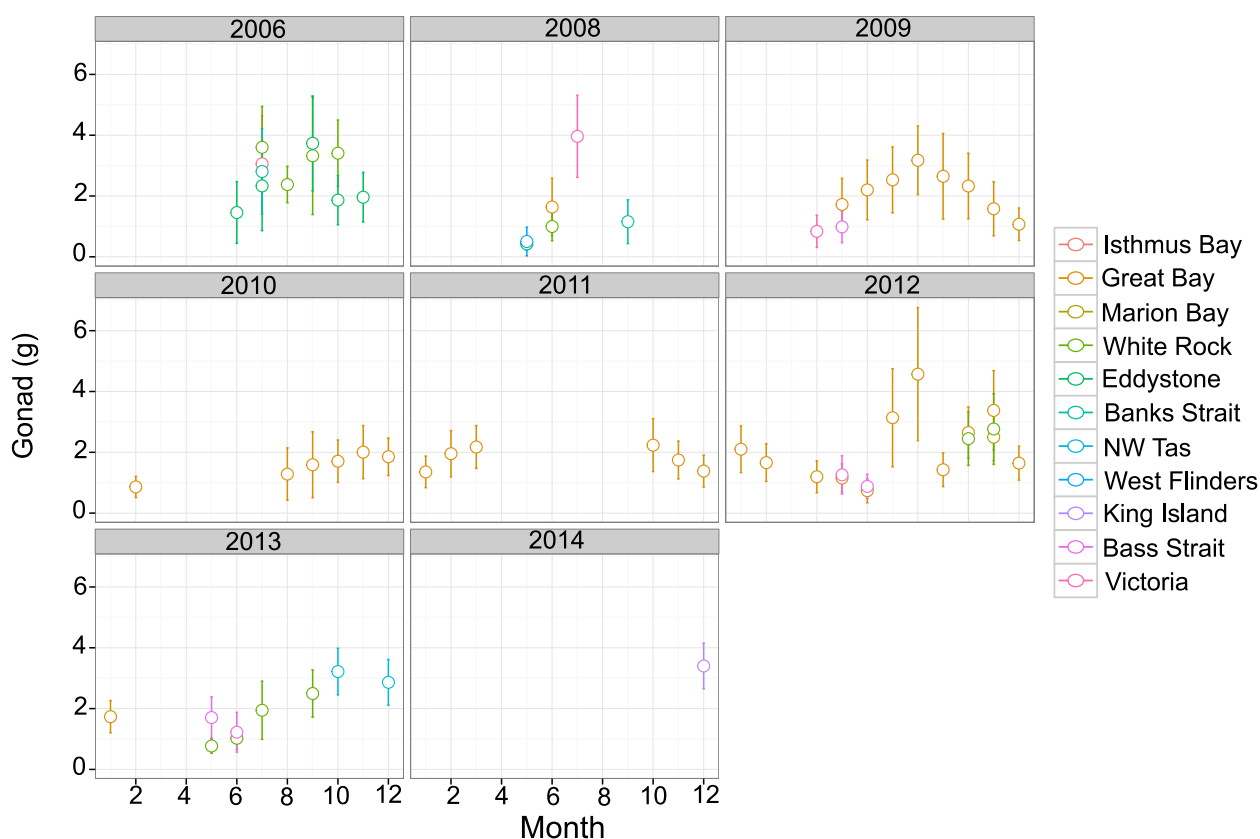 2006 2008 2009
6
4
2
0
2010 2011 2012
6
4
2
0
2013 2014
6
4
2
0
2 4 6 8 10 12 2 4 6 8 10 12
Gonad (g)
Month
Isthmus Bay
Great Bay
Marion Bay
White Rock
Eddystone
Banks Strait
NW Tas
West Flinders
King Island
Bass Strait
Victoria